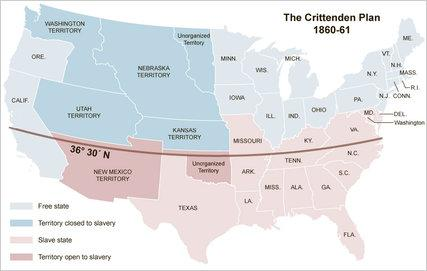 The Crittenden Plan
1860-61
WASHINGTON
TERRITORY
Unorganized
Territory
ORE.
NEBRASKA
TERRITORY
MINN.
WIS.
MICH.
ME.
VT.
N.H.
MASS.
N.Y.
R.I.
CONN.
N.J.
PA.
IOWA
CALIF.
UTAH
TERRITORY
ILL.
IND.
OHIO
MD.
DEL.
Washington
KANSAS
TERRITORY
MISSOURI
KY.
VA.
36° 30´ N
N.C.
TENN.
NEW MEXICO
TERRITORY
Unorganized
Territory
ARK.
S.C.
MISS.
ALA.
GA.
TEXAS
LA.
FLA.
Free state
Territory closed to slavery
Slave state
Territory open to slavery